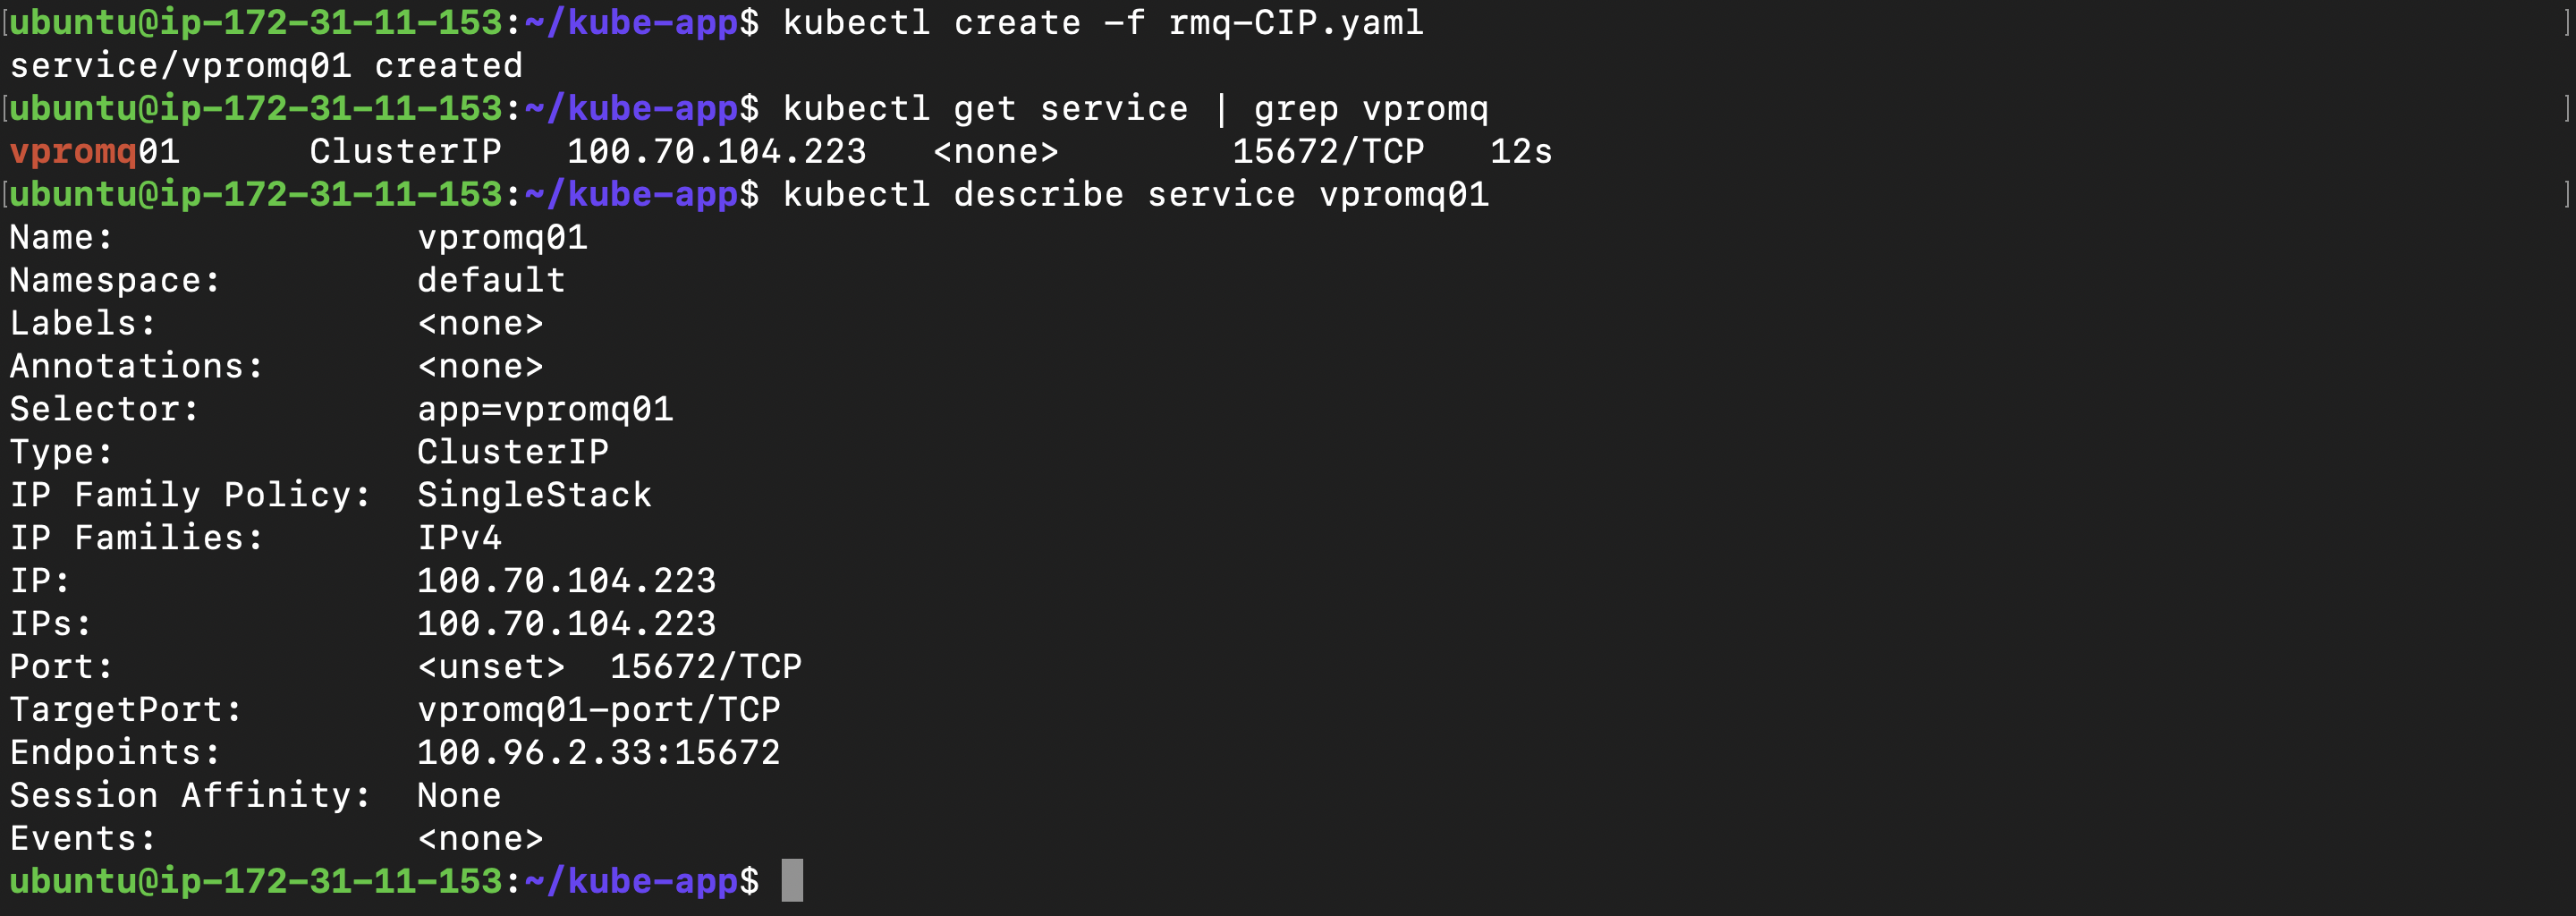 ubuntu@ip-172-31-11-153:~/kube-app$ kubectl create -f rmq-CIP.yaml
service/vpromq01 created
ubuntu@ip-172-31-11-153:~/kube-app$ kubectl get service | grep vpromq
vpromq01      ClusterIP   100.70.104.223   <none>        15672/TCP   12s
ubuntu@ip-172-31-11-153:~/kube-app$ kubectl describe service vpromq01
Name:              vpromq01
Namespace:         default
Labels:            <none>
Annotations:       <none>
Selector:          app=vpromq01
Type:              ClusterIP
IP Family Policy:  SingleStack
IP Families:       IPv4
IP:                100.70.104.223
IPs:               100.70.104.223
Port:              <unset>  15672/TCP
TargetPort:        vpromq01-port/TCP
Endpoints:         100.96.2.33:15672
Session Affinity:  None
Events:            <none>
ubuntu@ip-172-31-11-153:~/kube-app$